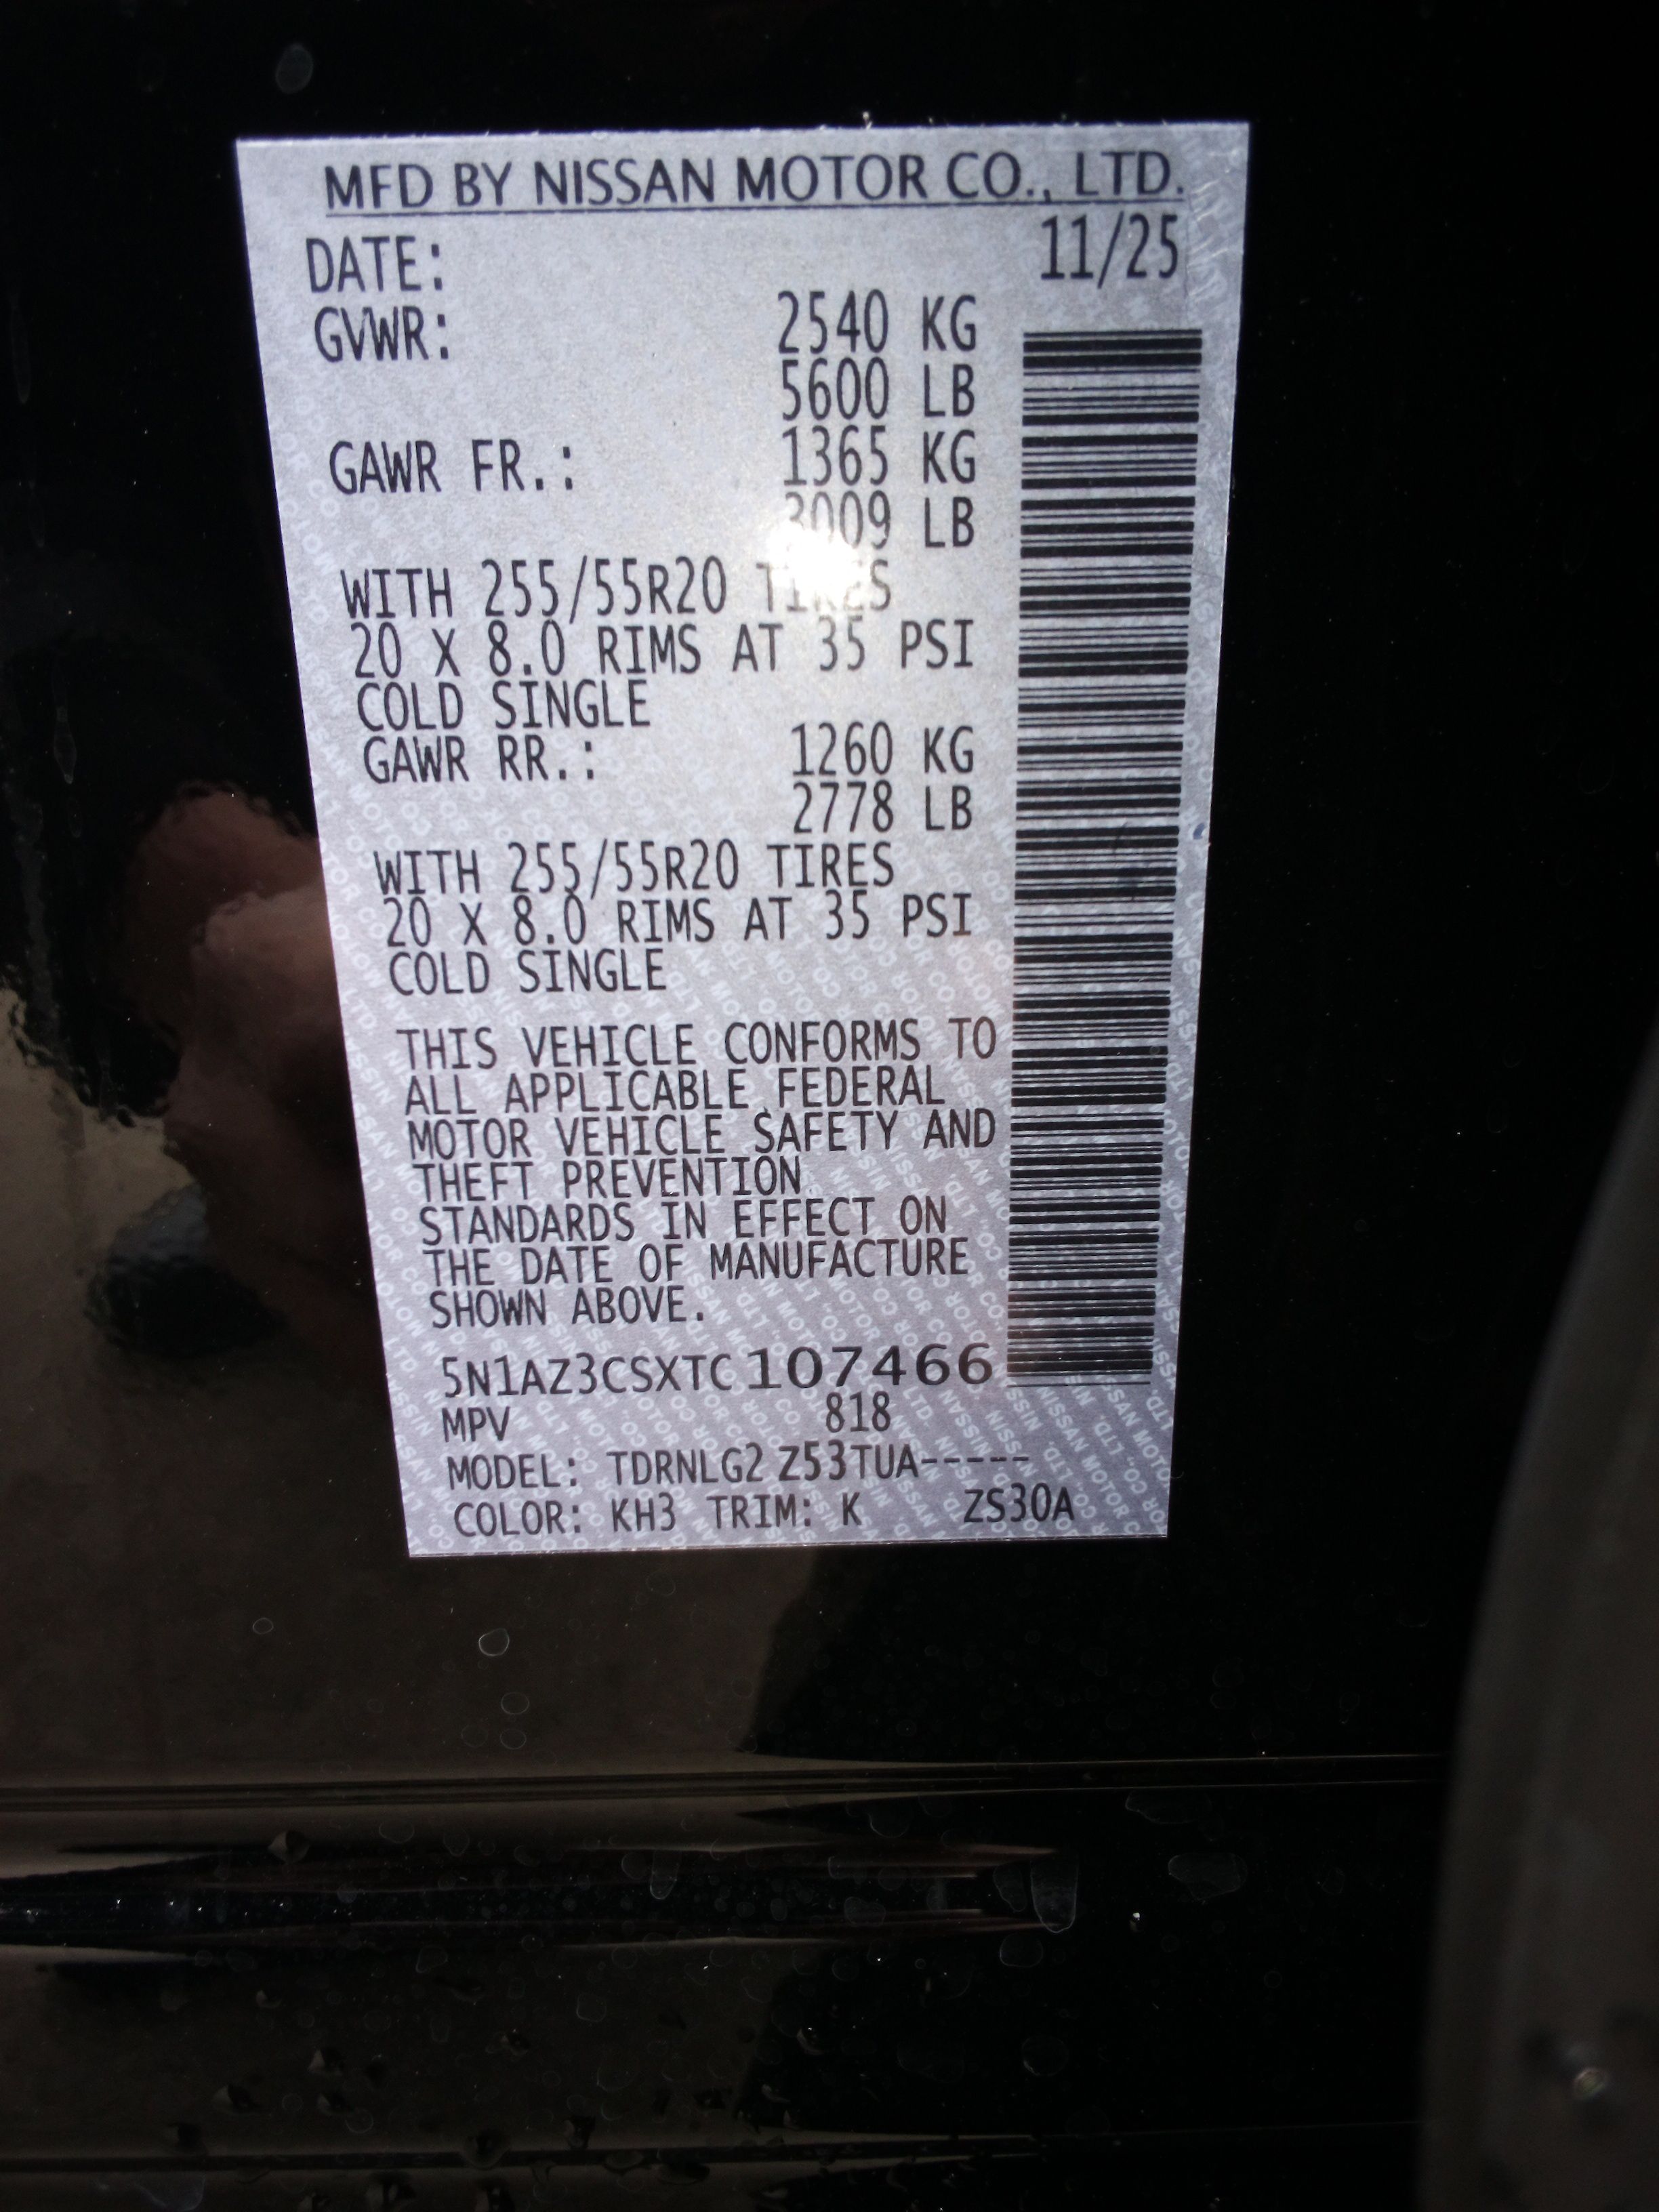 MFD BY NISSAN MOTOR CO., LTD.
DATE: 11/25
GVWR: 2540 KG
5600 LB
GAWR FR.: 1365 KG
3009 LB
WITH 255/55R20 TIRES
20 X 8.0 RIMS AT 35 PSI
COLD SINGLE
GAWR RR.: 1260 KG
2778 LB
WITH 255/55R20 TIRES
20 X 8.0 RIMS AT 35 PSI
COLD SINGLE
THIS VEHICLE CONFORMS TO
ALL APPLICABLE FEDERAL
MOTOR VEHICLE SAFETY AND
THEFT PREVENTION
STANDARDS IN EFFECT ON
THE DATE OF MANUFACTURE
SHOWN ABOVE.
5N1AZ3CSXTC107466
MPV 818
MODEL: TDRNLG2 Z53TUA-----
COLOR: KH3 TRIM: K ZS30A